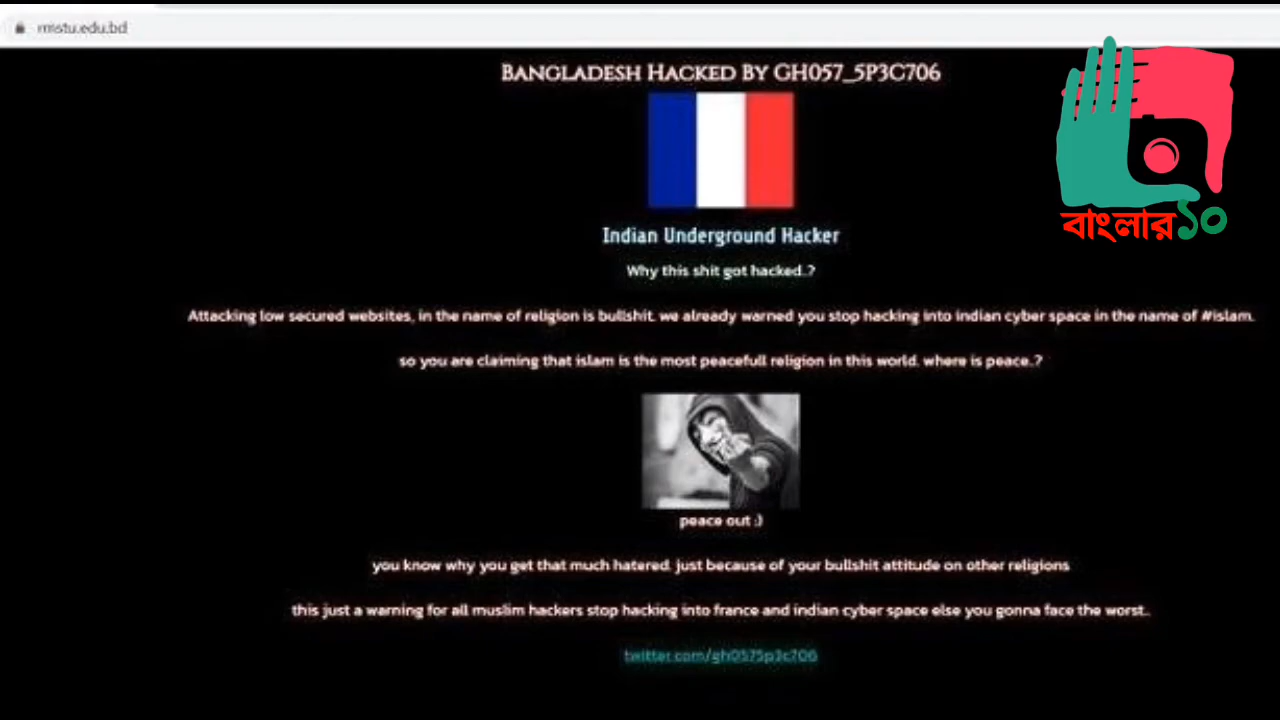 rmstu.edu.bd
BANGLADESH HACKED BY GH057_5P3C706
বাংলার১০
Indian Underground Hacker
Why this shit got hacked..?
Attacking low secured websites, in the name of religion is bullshit. we already warned you stop hacking into indian cyber space in the name of #islam.
so you are claiming that islam is the most peacefull religion in this world. where is peace..?
peace out :)
you know why you get that much hatered. just because of your bullshit attitude on other religions
this just a warning for all muslim hackers stop hacking into france and indian cyber space else you gonna face the worst..
twitter.com/gh0575p3c706